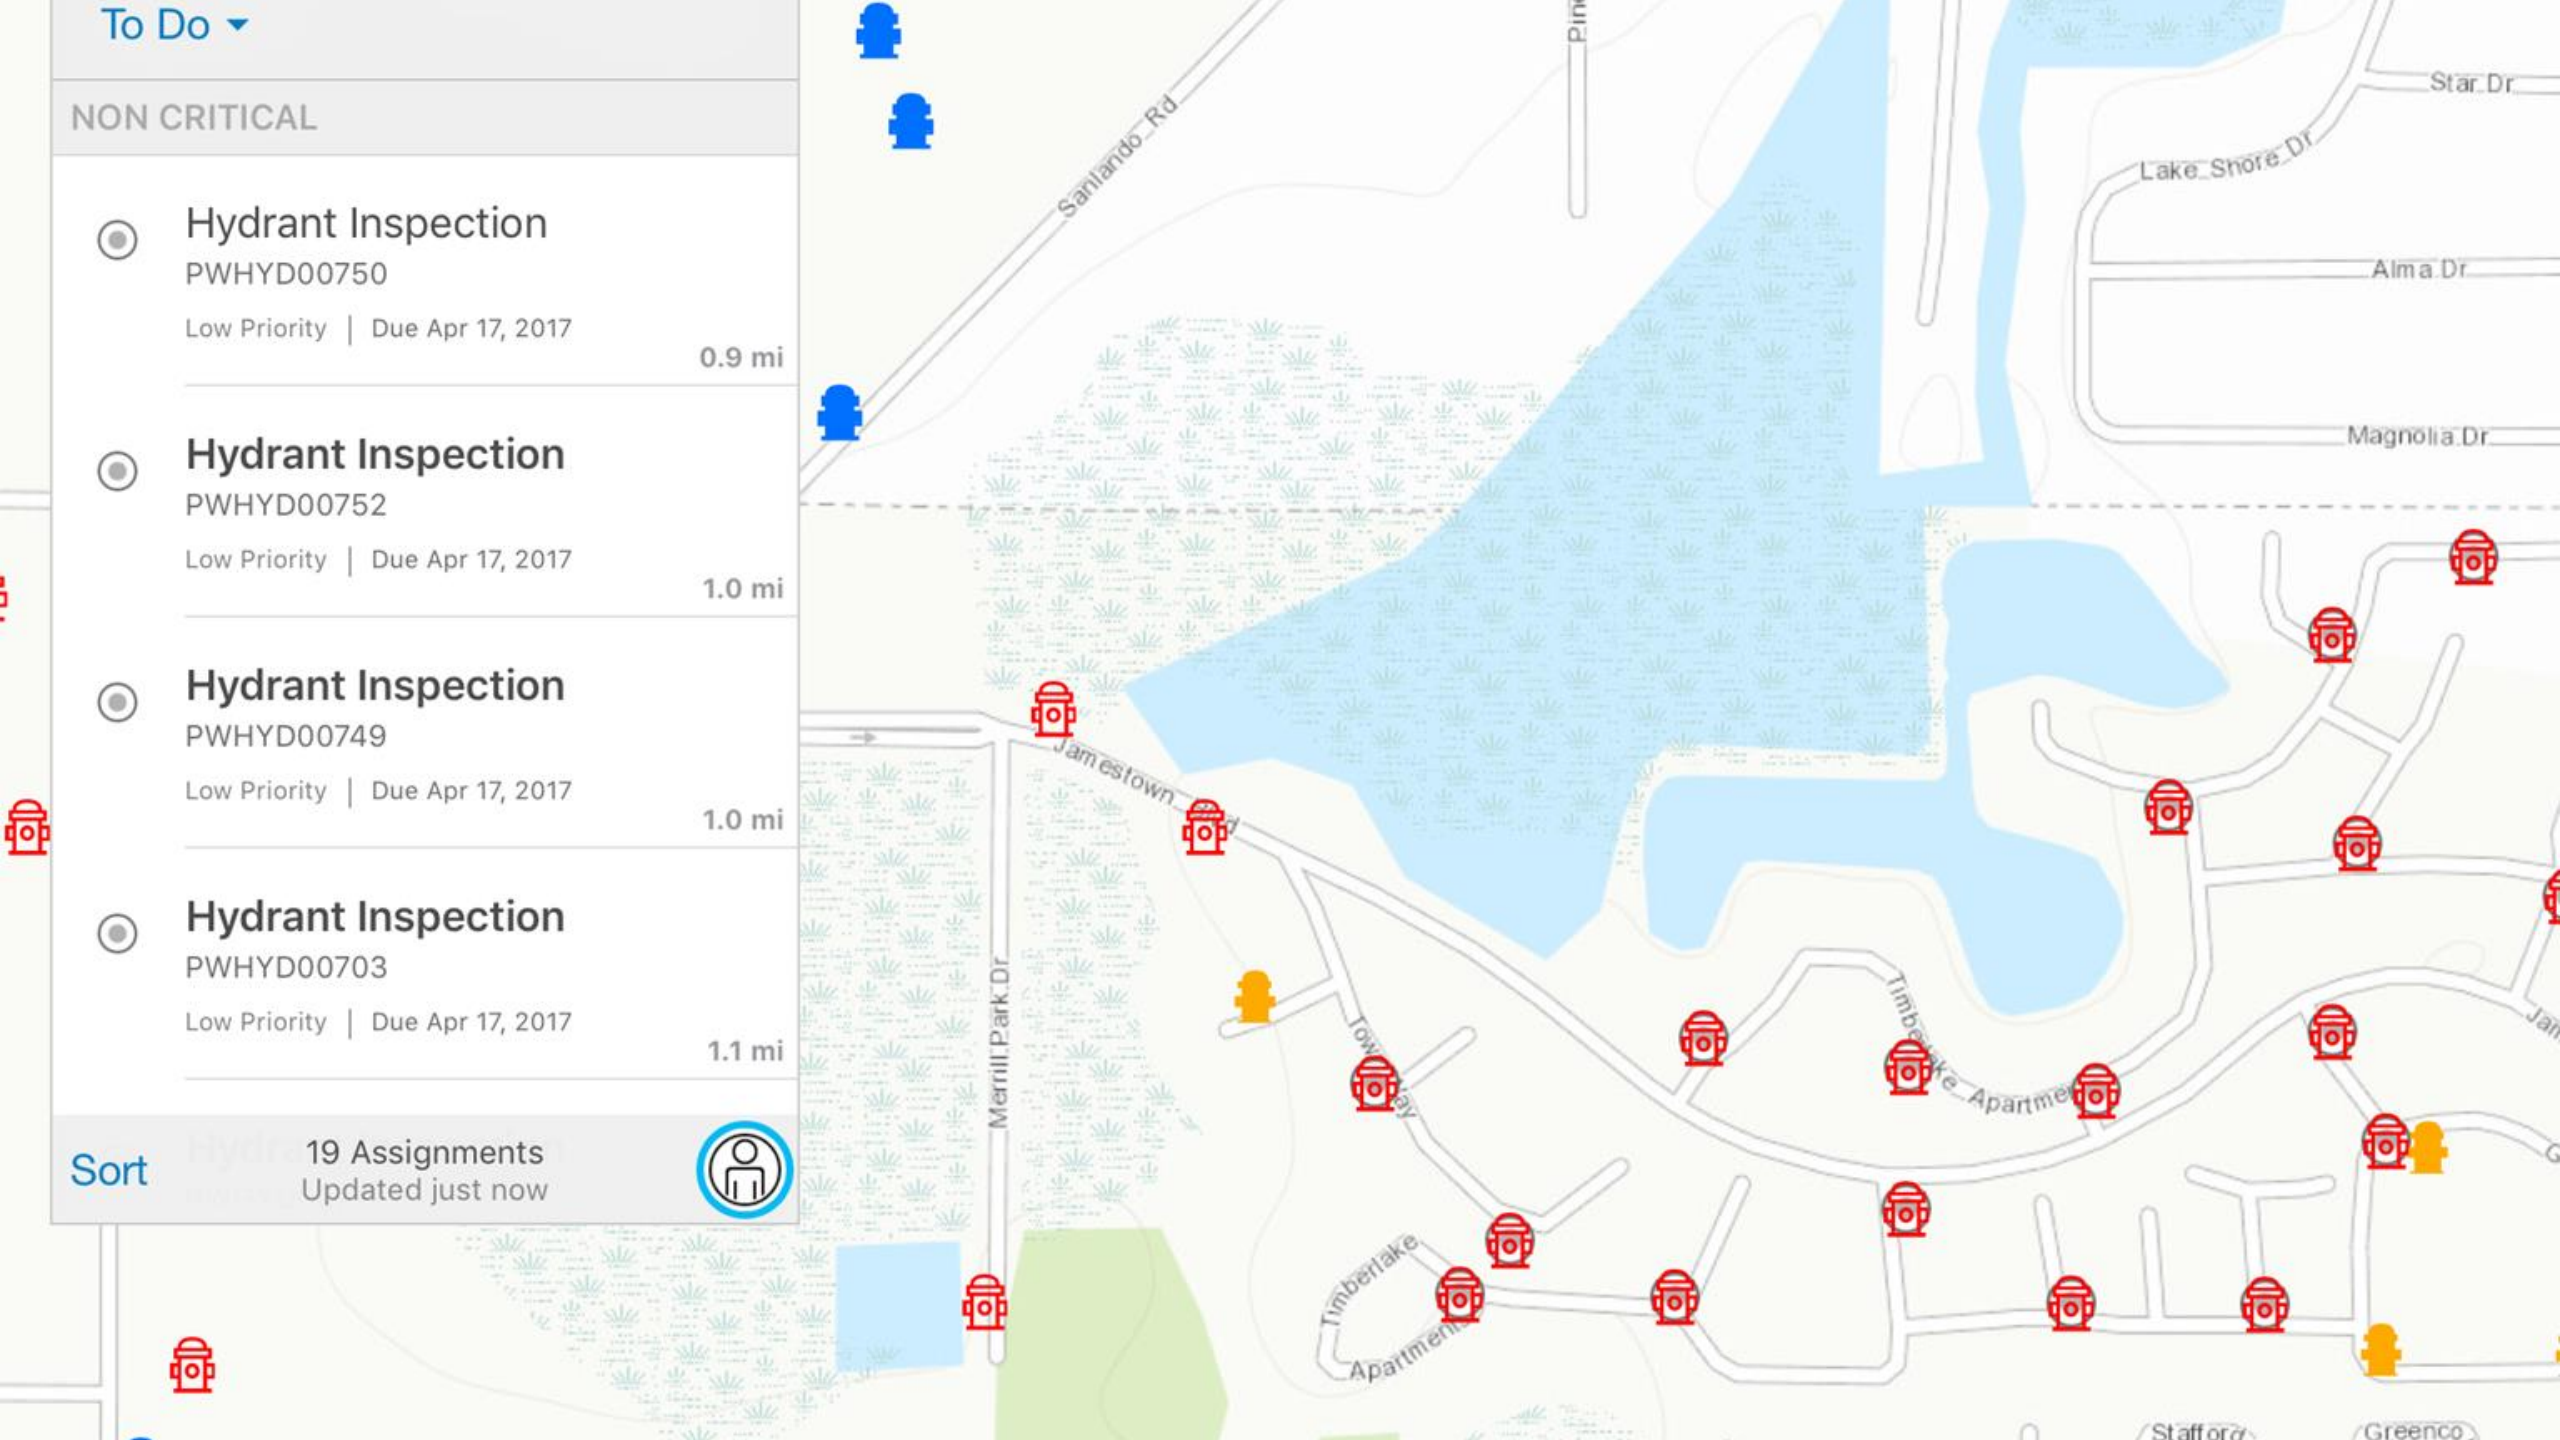 To Do
NON CRITICAL
Hydrant Inspection
PWHYD00750
Low Priority | Due Apr 17, 2017
0.9 mi
Hydrant Inspection
PWHYD00752
Low Priority | Due Apr 17, 2017
1.0 mi
Hydrant Inspection
PWHYD00749
Low Priority | Due Apr 17, 2017
1.0 mi
Hydrant Inspection
PWHYD00703
Low Priority | Due Apr 17, 2017
1.1 mi
Sort
19 Assignments
Updated just now
Sanlando Rd
Star Dr
Lake Shore Dr
Alma Dr
Magnolia Dr
Jamestown
Merrill Park Dr
Timberlake
Apartments